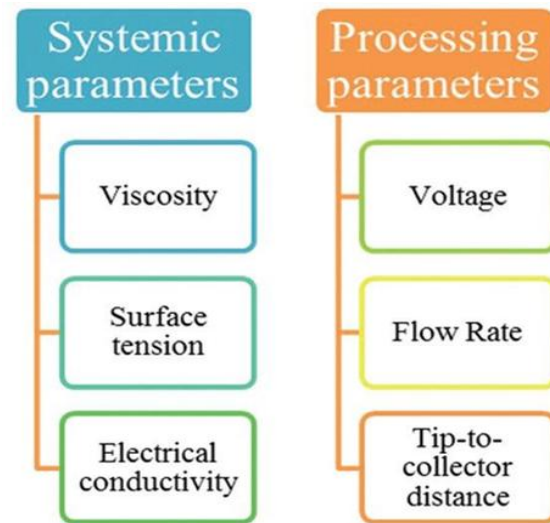 Systemic
parameters
Viscosity
Surface
tension
Electrical
conductivity
Processing
parameters
Voltage
Flow Rate
Tip-to-
collector
distance